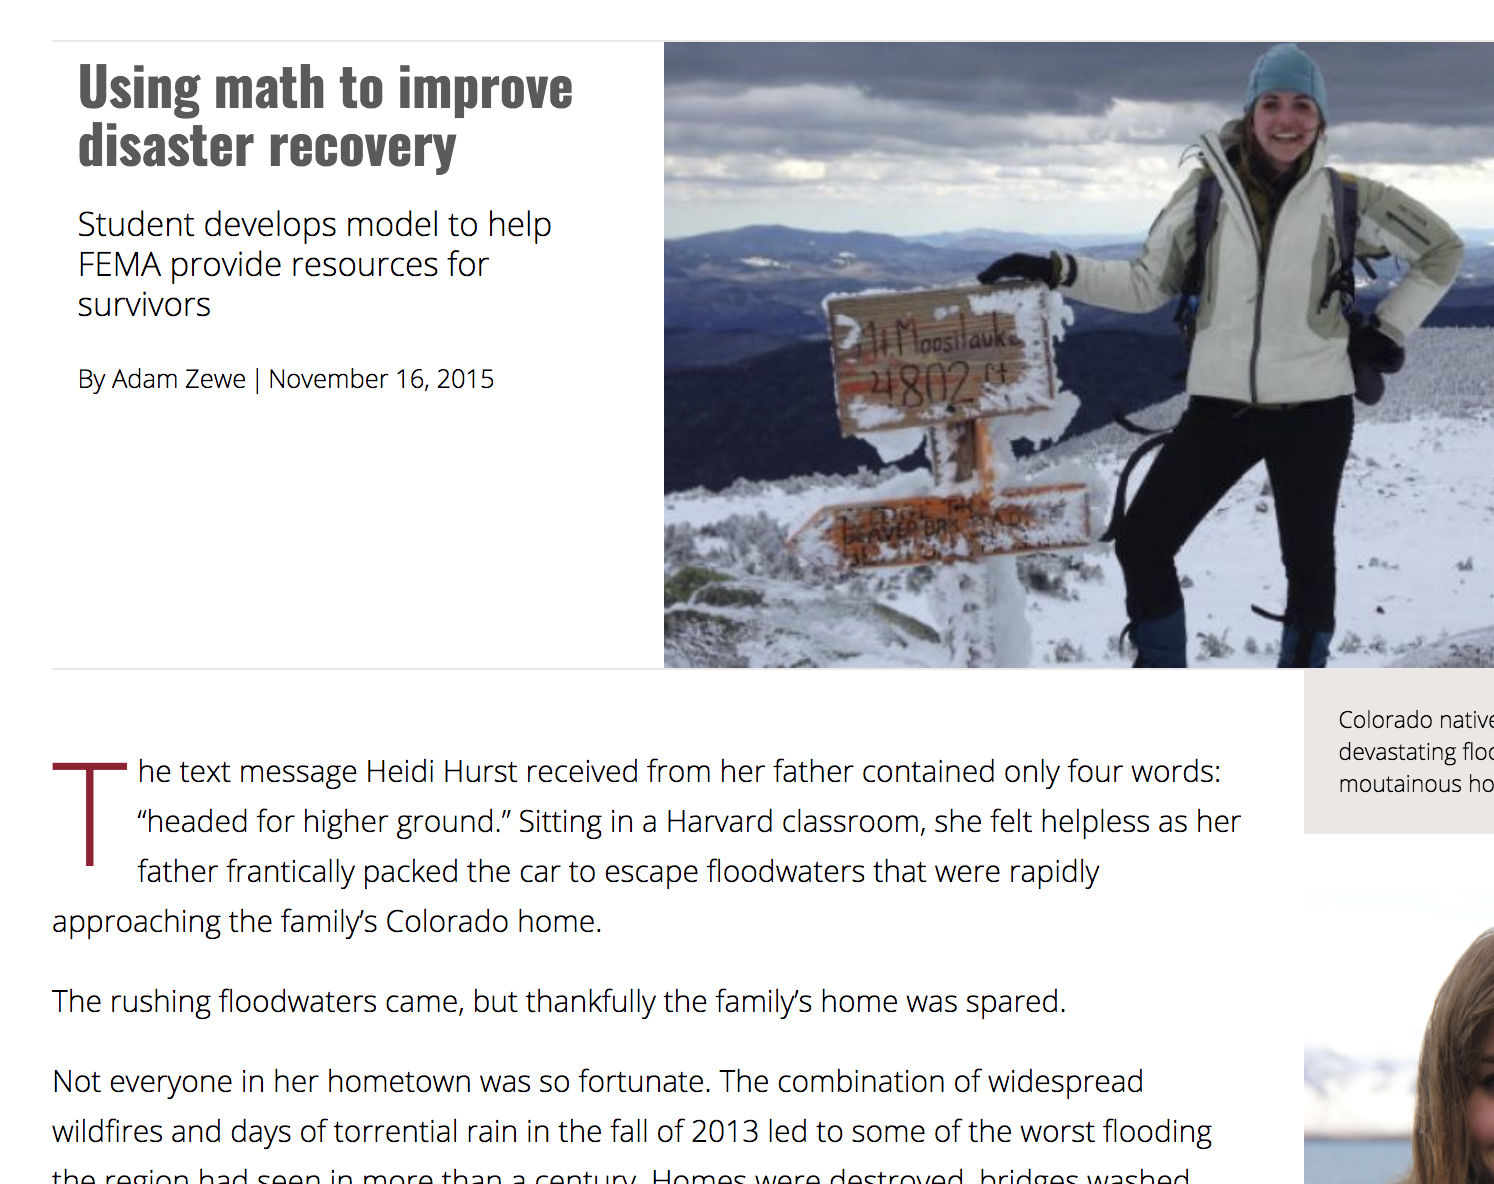 Using math to improve
disaster recovery
Student develops model to help
FEMA provide resources for
survivors
By Adam Zewe | November 16, 2015
Mt Moosilauke
4802 ft
BEAVER BRK
The text message Heidi Hurst received from her father contained only four words:
“headed for higher ground.” Sitting in a Harvard classroom, she felt helpless as her
father frantically packed the car to escape floodwaters that were rapidly
approaching the family’s Colorado home.
The rushing floodwaters came, but thankfully the family’s home was spared.
Not everyone in her hometown was so fortunate. The combination of widespread
wildfires and days of torrential rain in the fall of 2013 led to some of the worst flooding
the region had seen in more than a century. Homes were destroyed, bridges washed
Colorado native
devastating floo
moutainous ho